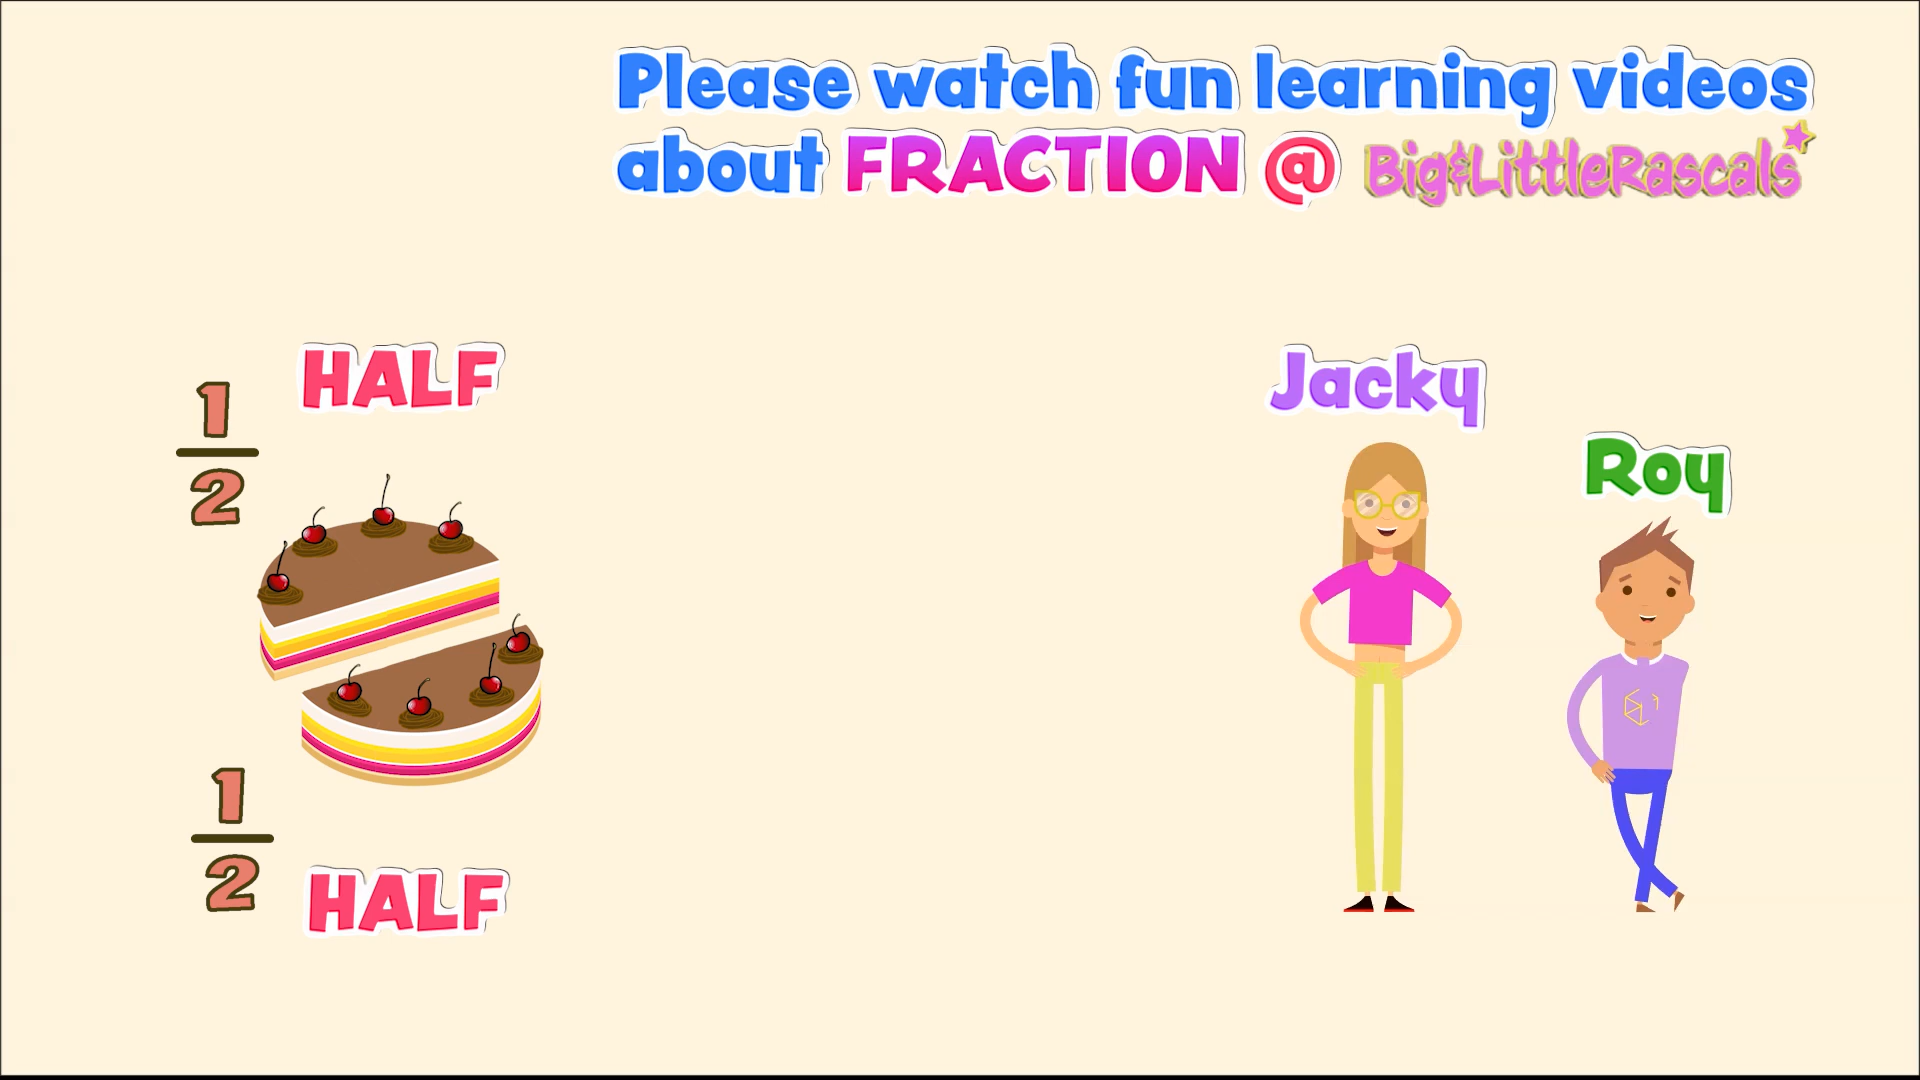 Please watch fun learning videos
about FRACTION @ Big&LittleRascals
HALF
1
2
1
2
HALF
Jacky
Roy